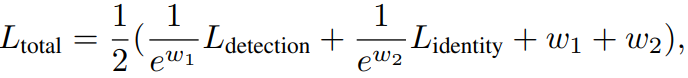 L_total = 1/2 ( 1/e^{w_1} L_detection + 1/e^{w_2} L_identity + w_1 + w_2 ),